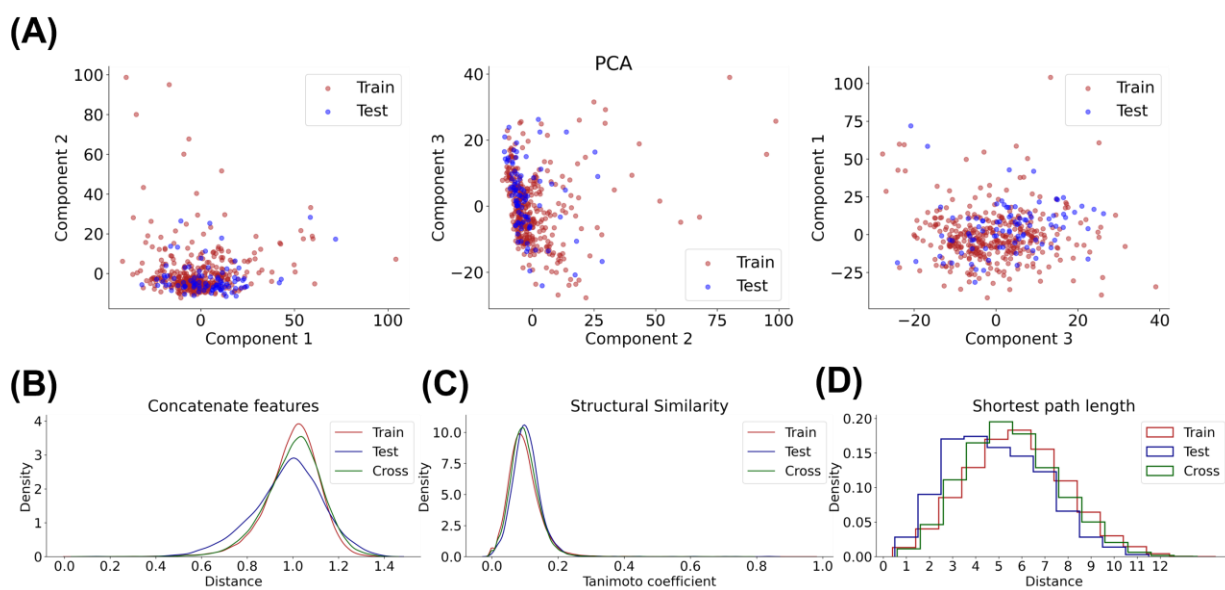 (A)
PCA
100
80
60
40
20
0
Component 2
0
50
100
Component 1
Train
Test
40
20
0
−20
Component 3
0
25
50
75
100
Component 2
Train
Test
100
75
50
25
0
−25
Component 1
−20
0
20
40
Component 3
Train
Test
(B)
Concatenate features
4
3
2
1
0
Density
0.0 0.2 0.4 0.6 0.8 1.0 1.2 1.4
Distance
Train
Test
Cross
(C)
Structural Similarity
10.0
7.5
5.0
2.5
0.0
Density
0.0 0.2 0.4 0.6 0.8 1.0
Tanimoto coefficient
Train
Test
Cross
(D)
Shortest path length
0.20
0.15
0.10
0.05
0.00
Density
1 2 3 4 5 6 7 8 9 10 11 12
Distance
Train
Test
Cross